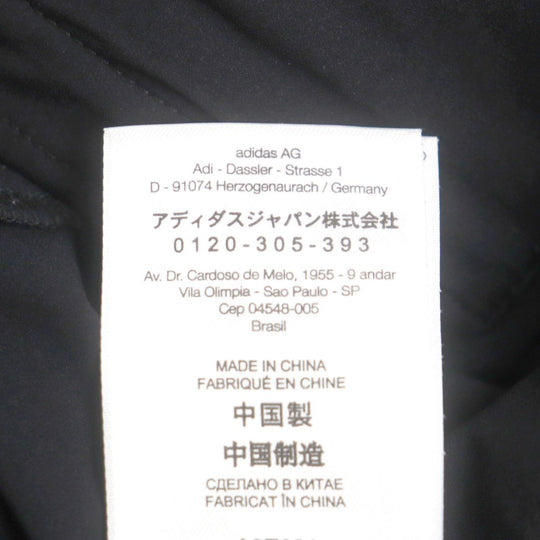 adidas AG
Adi - Dassler - Strasse 1
D - 91074 Herzogenaurach / Germany
アディダスジャパン株式会社
0120-305-393
Av. Dr. Cardoso de Melo, 1955 - 9 andar
Vila Olimpia - Sao Paulo - SP
Cep 04548-005
Brasil
MADE IN CHINA
FABRIQUÉ EN CHINE
中国製
中国制造
СДЕЛАНО В КИТАЕ
FABRICAT ÎN CHINA